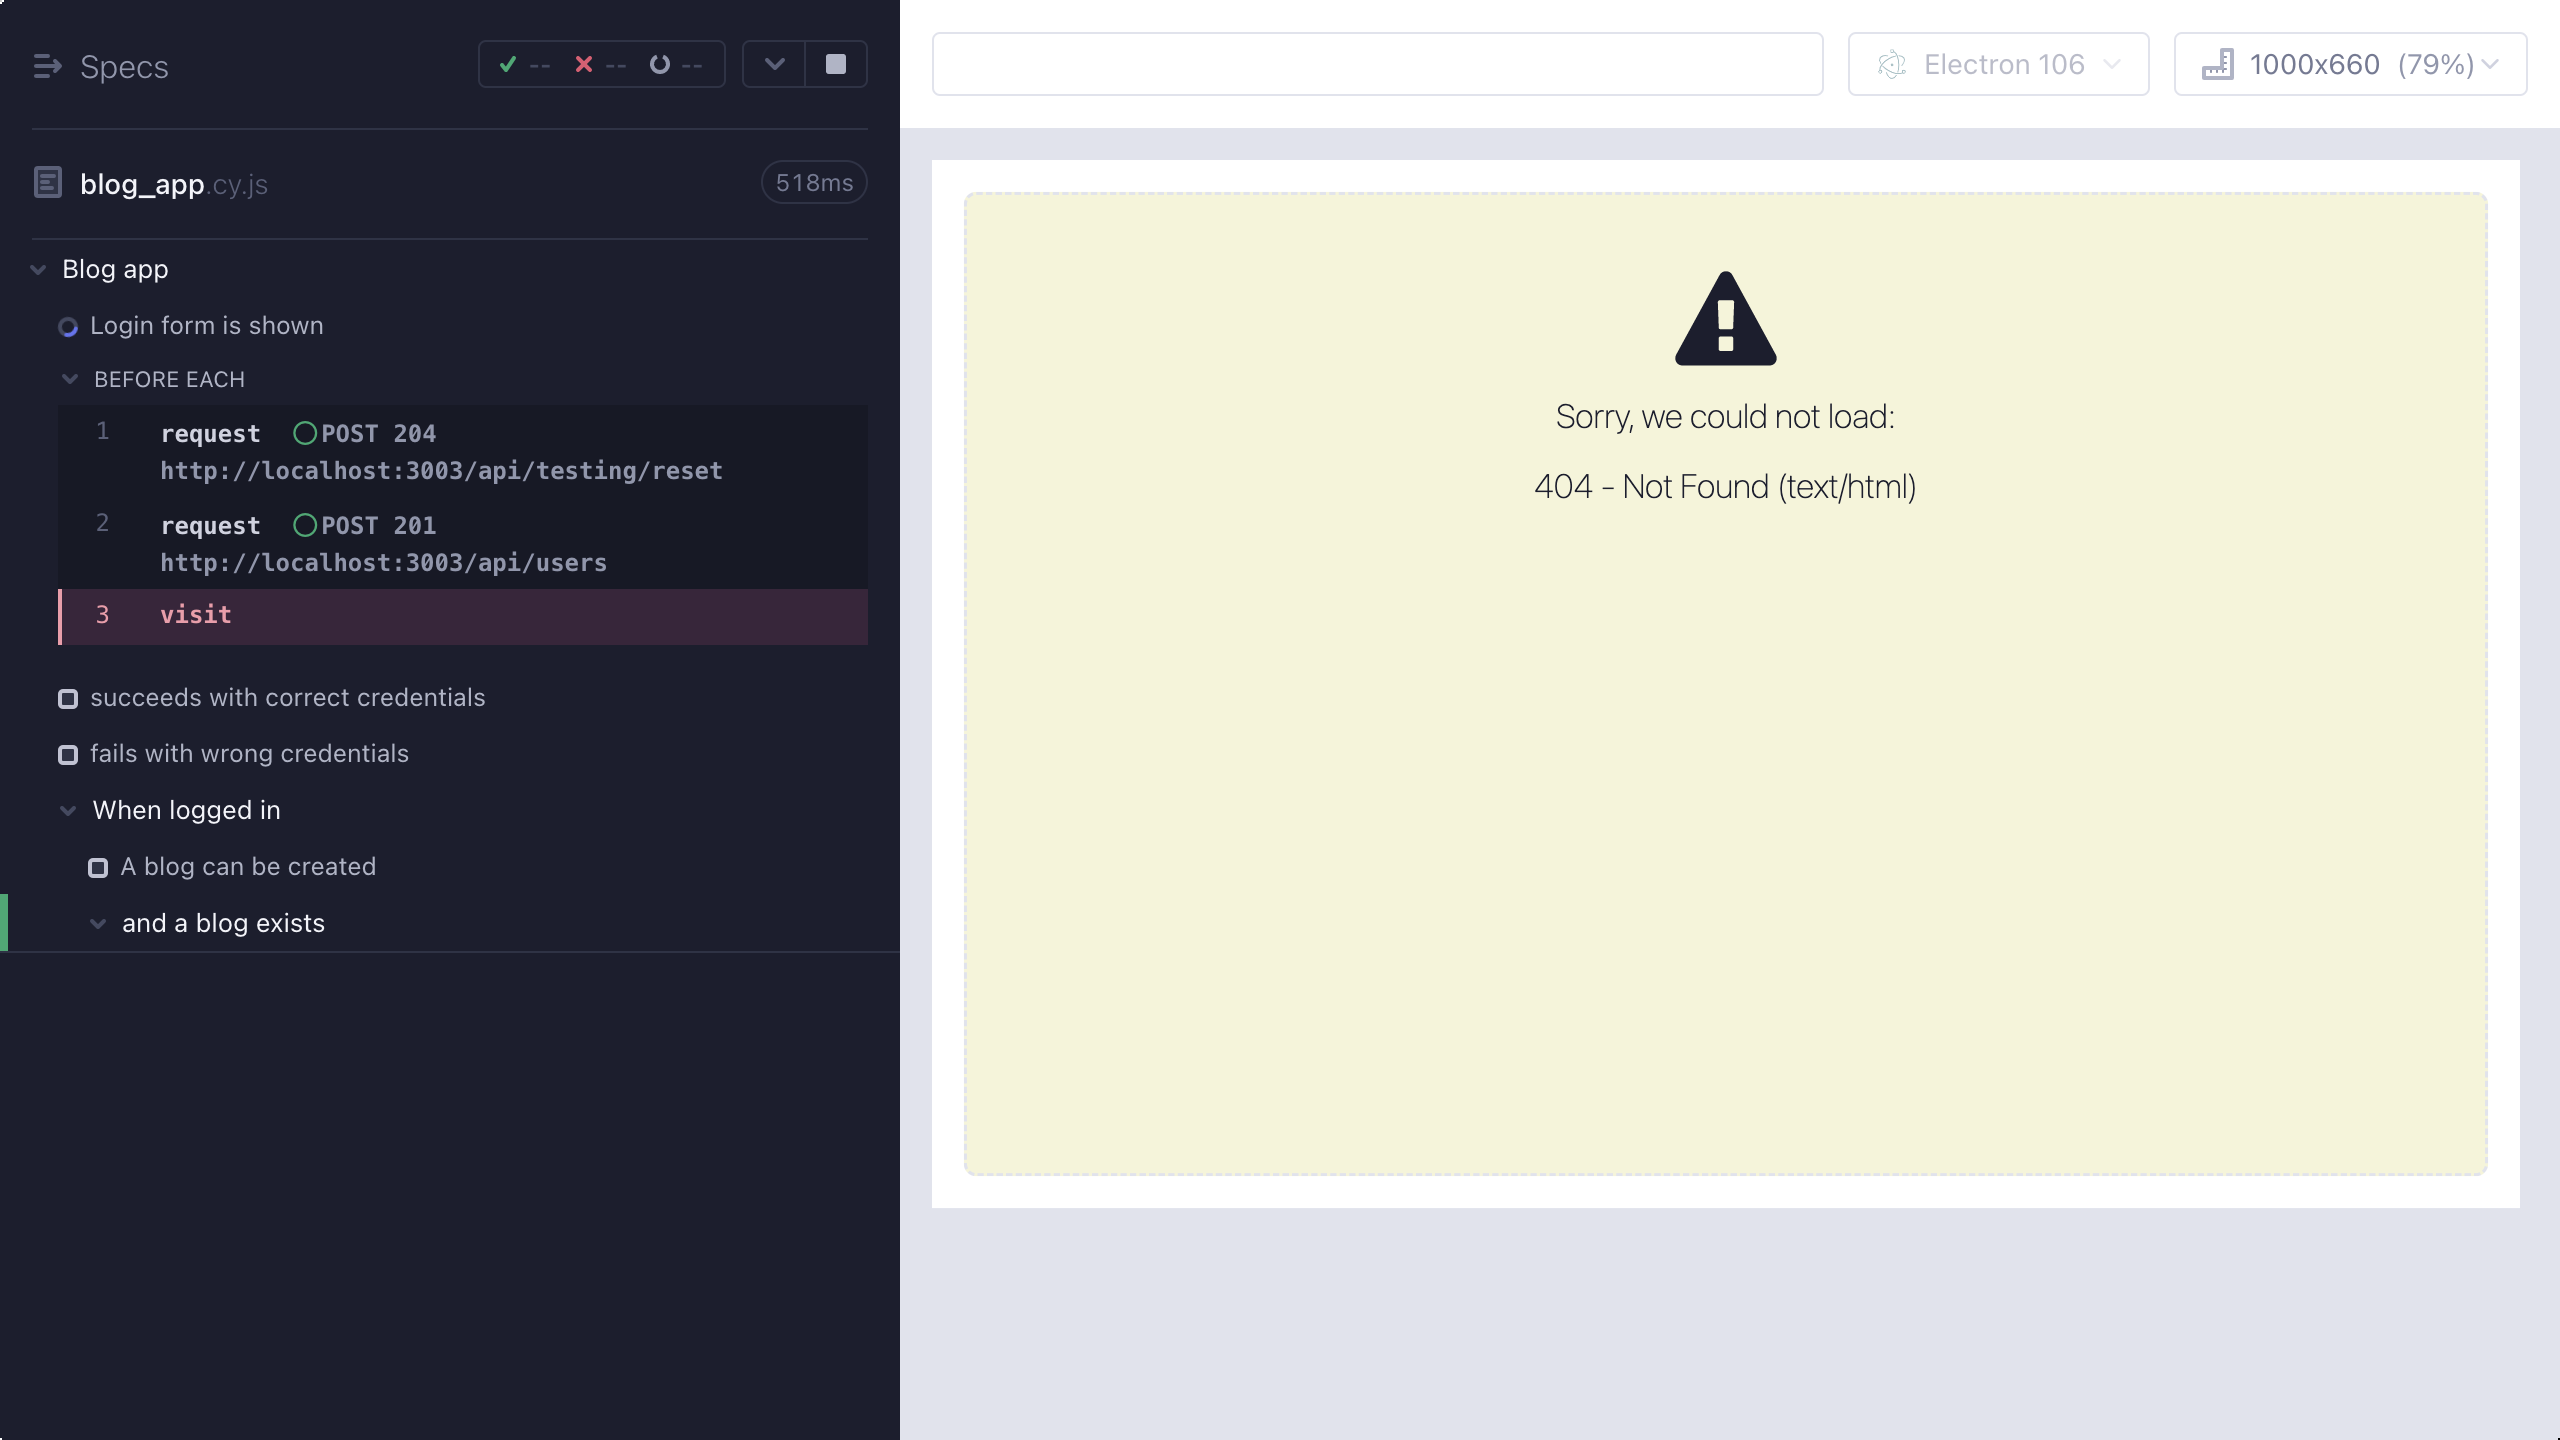 Specs
-- -- --
blog_app.cy.js
518ms
Blog app
Login form is shown
BEFORE EACH
1 request POST 204
http://localhost:3003/api/testing/reset
2 request POST 201
http://localhost:3003/api/users
3 visit
succeeds with correct credentials
fails with wrong credentials
When logged in
A blog can be created
and a blog exists
Electron 106
1000x660 (79%)
Sorry, we could not load:
404 - Not Found (text/html)